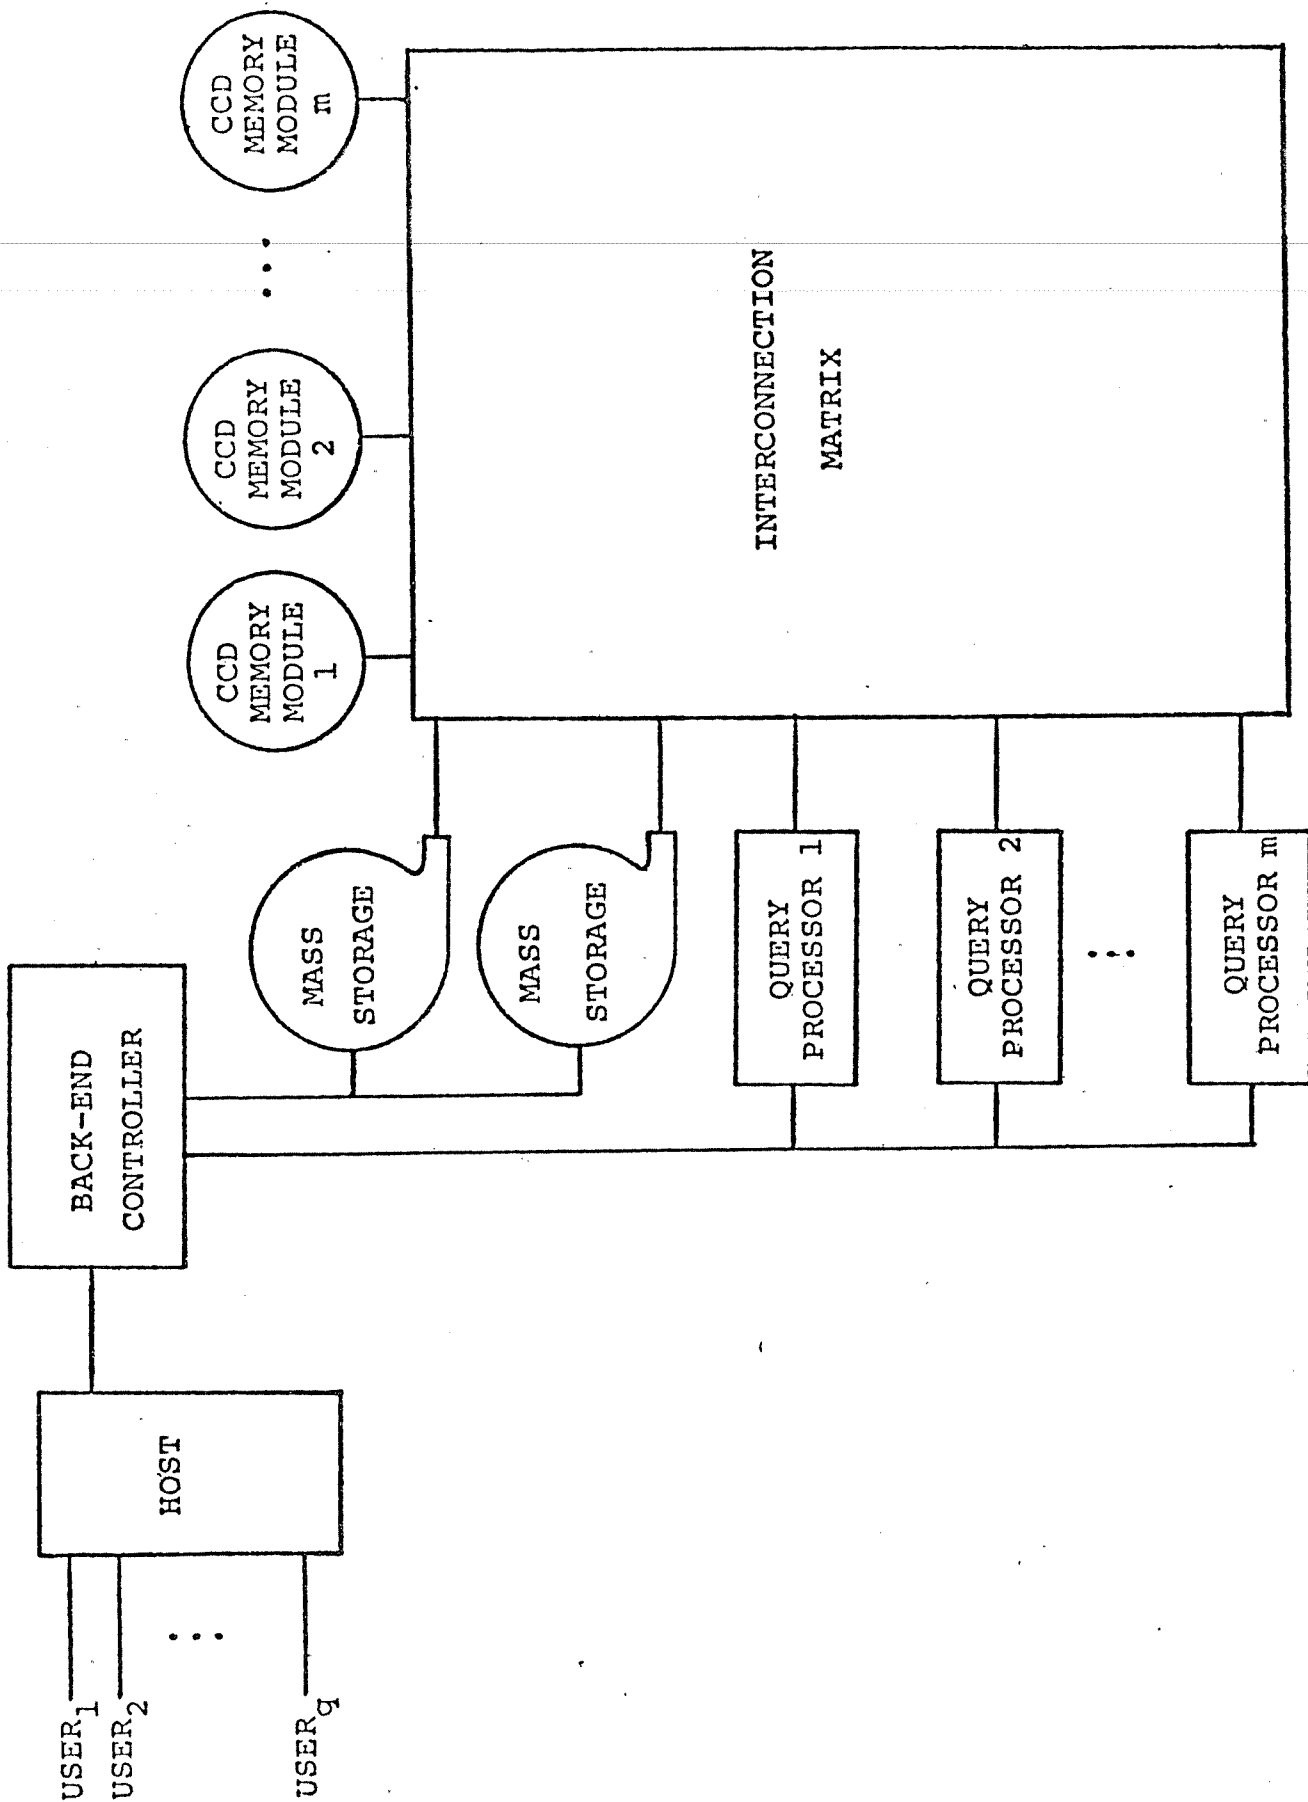 USER1
USER2
USERq
HOST
BACK-END
CONTROLLER
MASS
STORAGE
MASS
STORAGE
QUERY
PROCESSOR 1
QUERY
PROCESSOR 2
QUERY
PROCESSOR m
CCD
MEMORY
MODULE
1
CCD
MEMORY
MODULE
2
...
CCD
MEMORY
MODULE
m
INTERCONNECTION
MATRIX